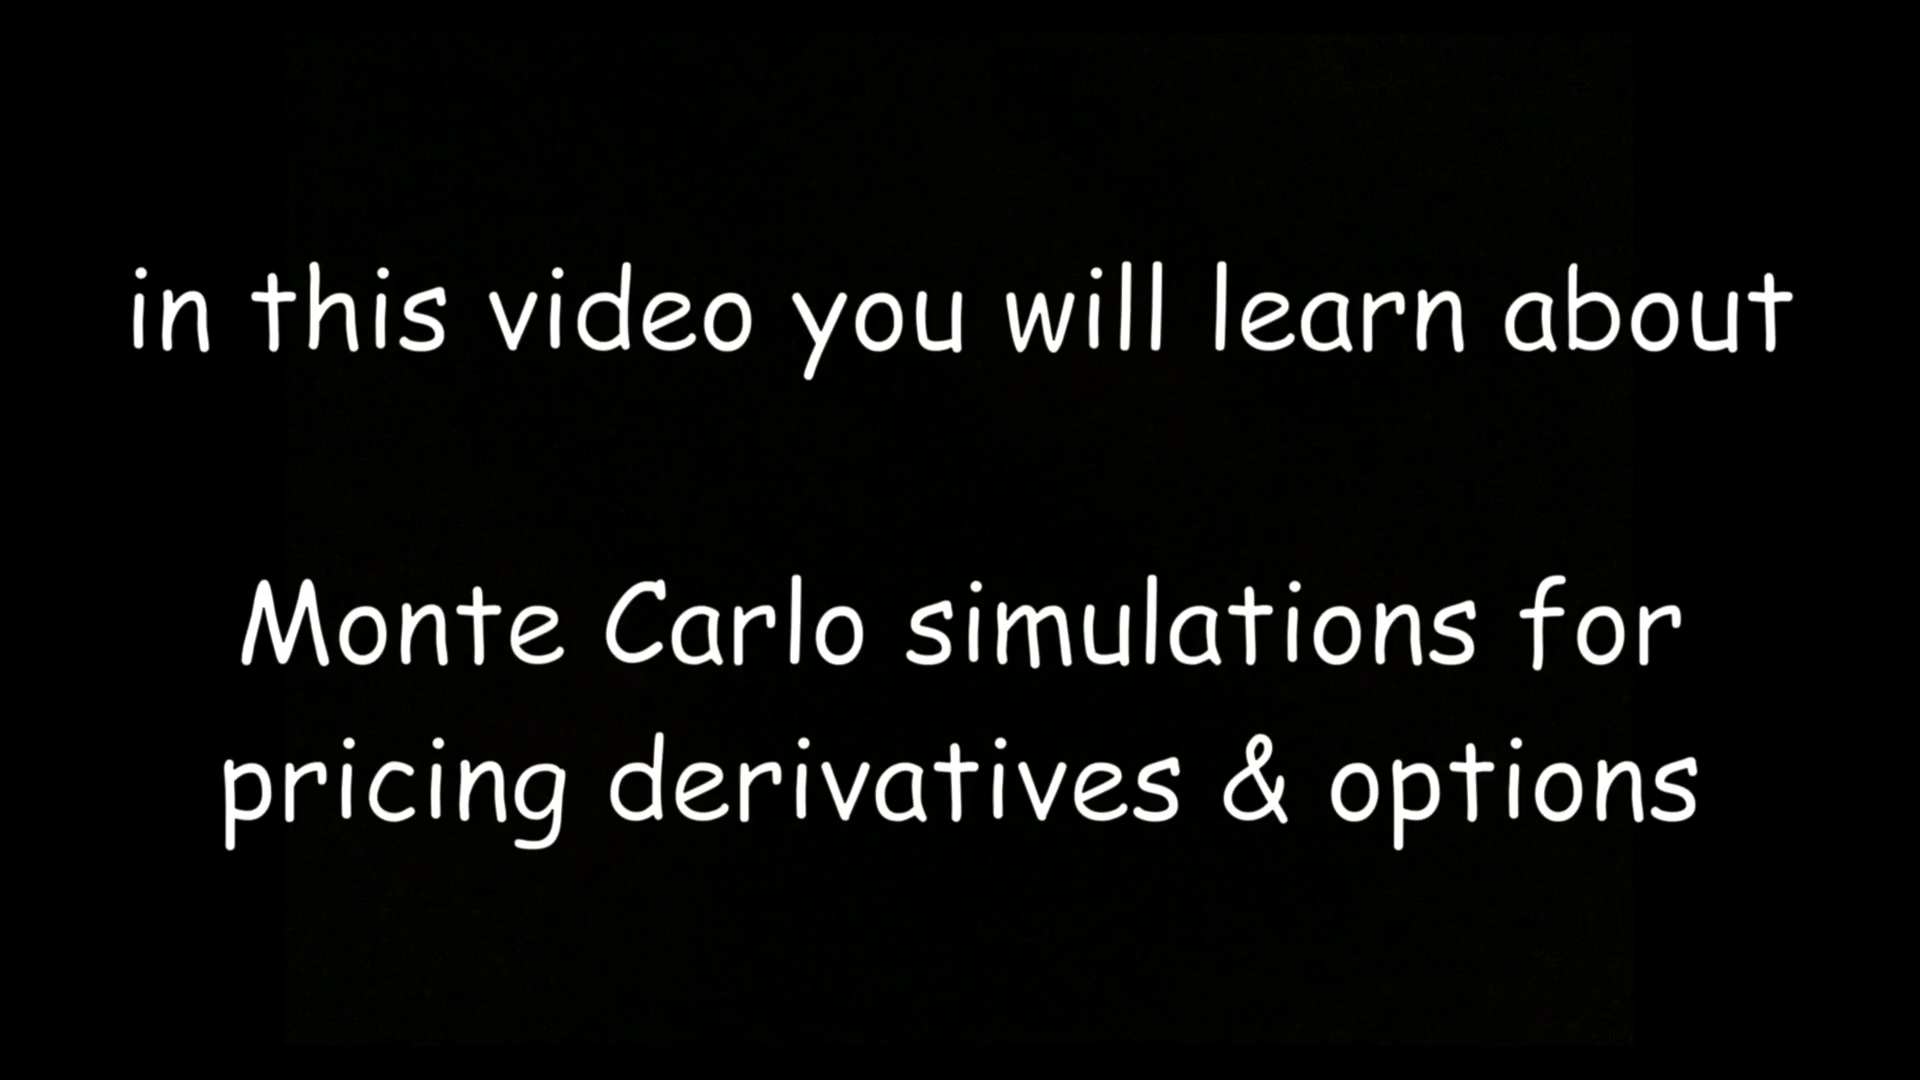 in this video you will learn about
Monte Carlo simulations for
pricing derivatives & options